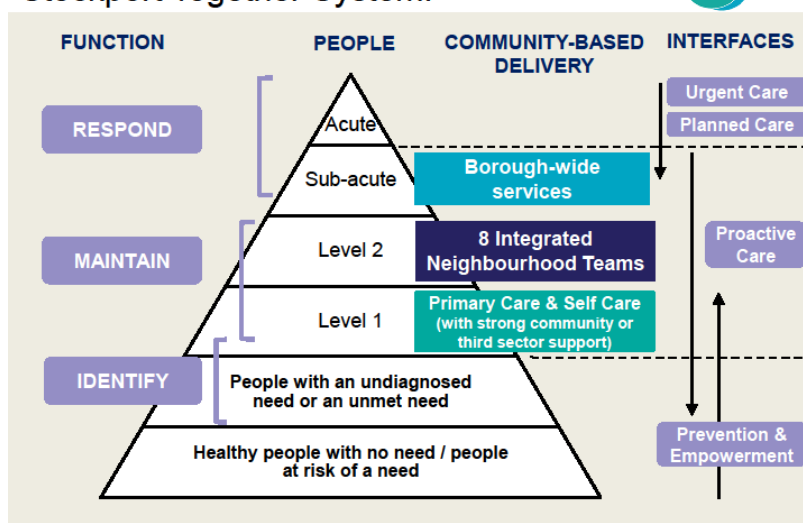 Stockport Together System:
FUNCTION
PEOPLE
COMMUNITY-BASED
DELIVERY
INTERFACES
RESPOND
MAINTAIN
IDENTIFY
Acute
Sub-acute
Level 2
Level 1
People with an undiagnosed
need or an unmet need
Healthy people with no need / people
at risk of a need
Borough-wide
services
8 Integrated
Neighbourhood Teams
Primary Care & Self Care
(with strong community or
third sector support)
Urgent Care
Planned Care
Proactive
Care
Prevention &
Empowerment